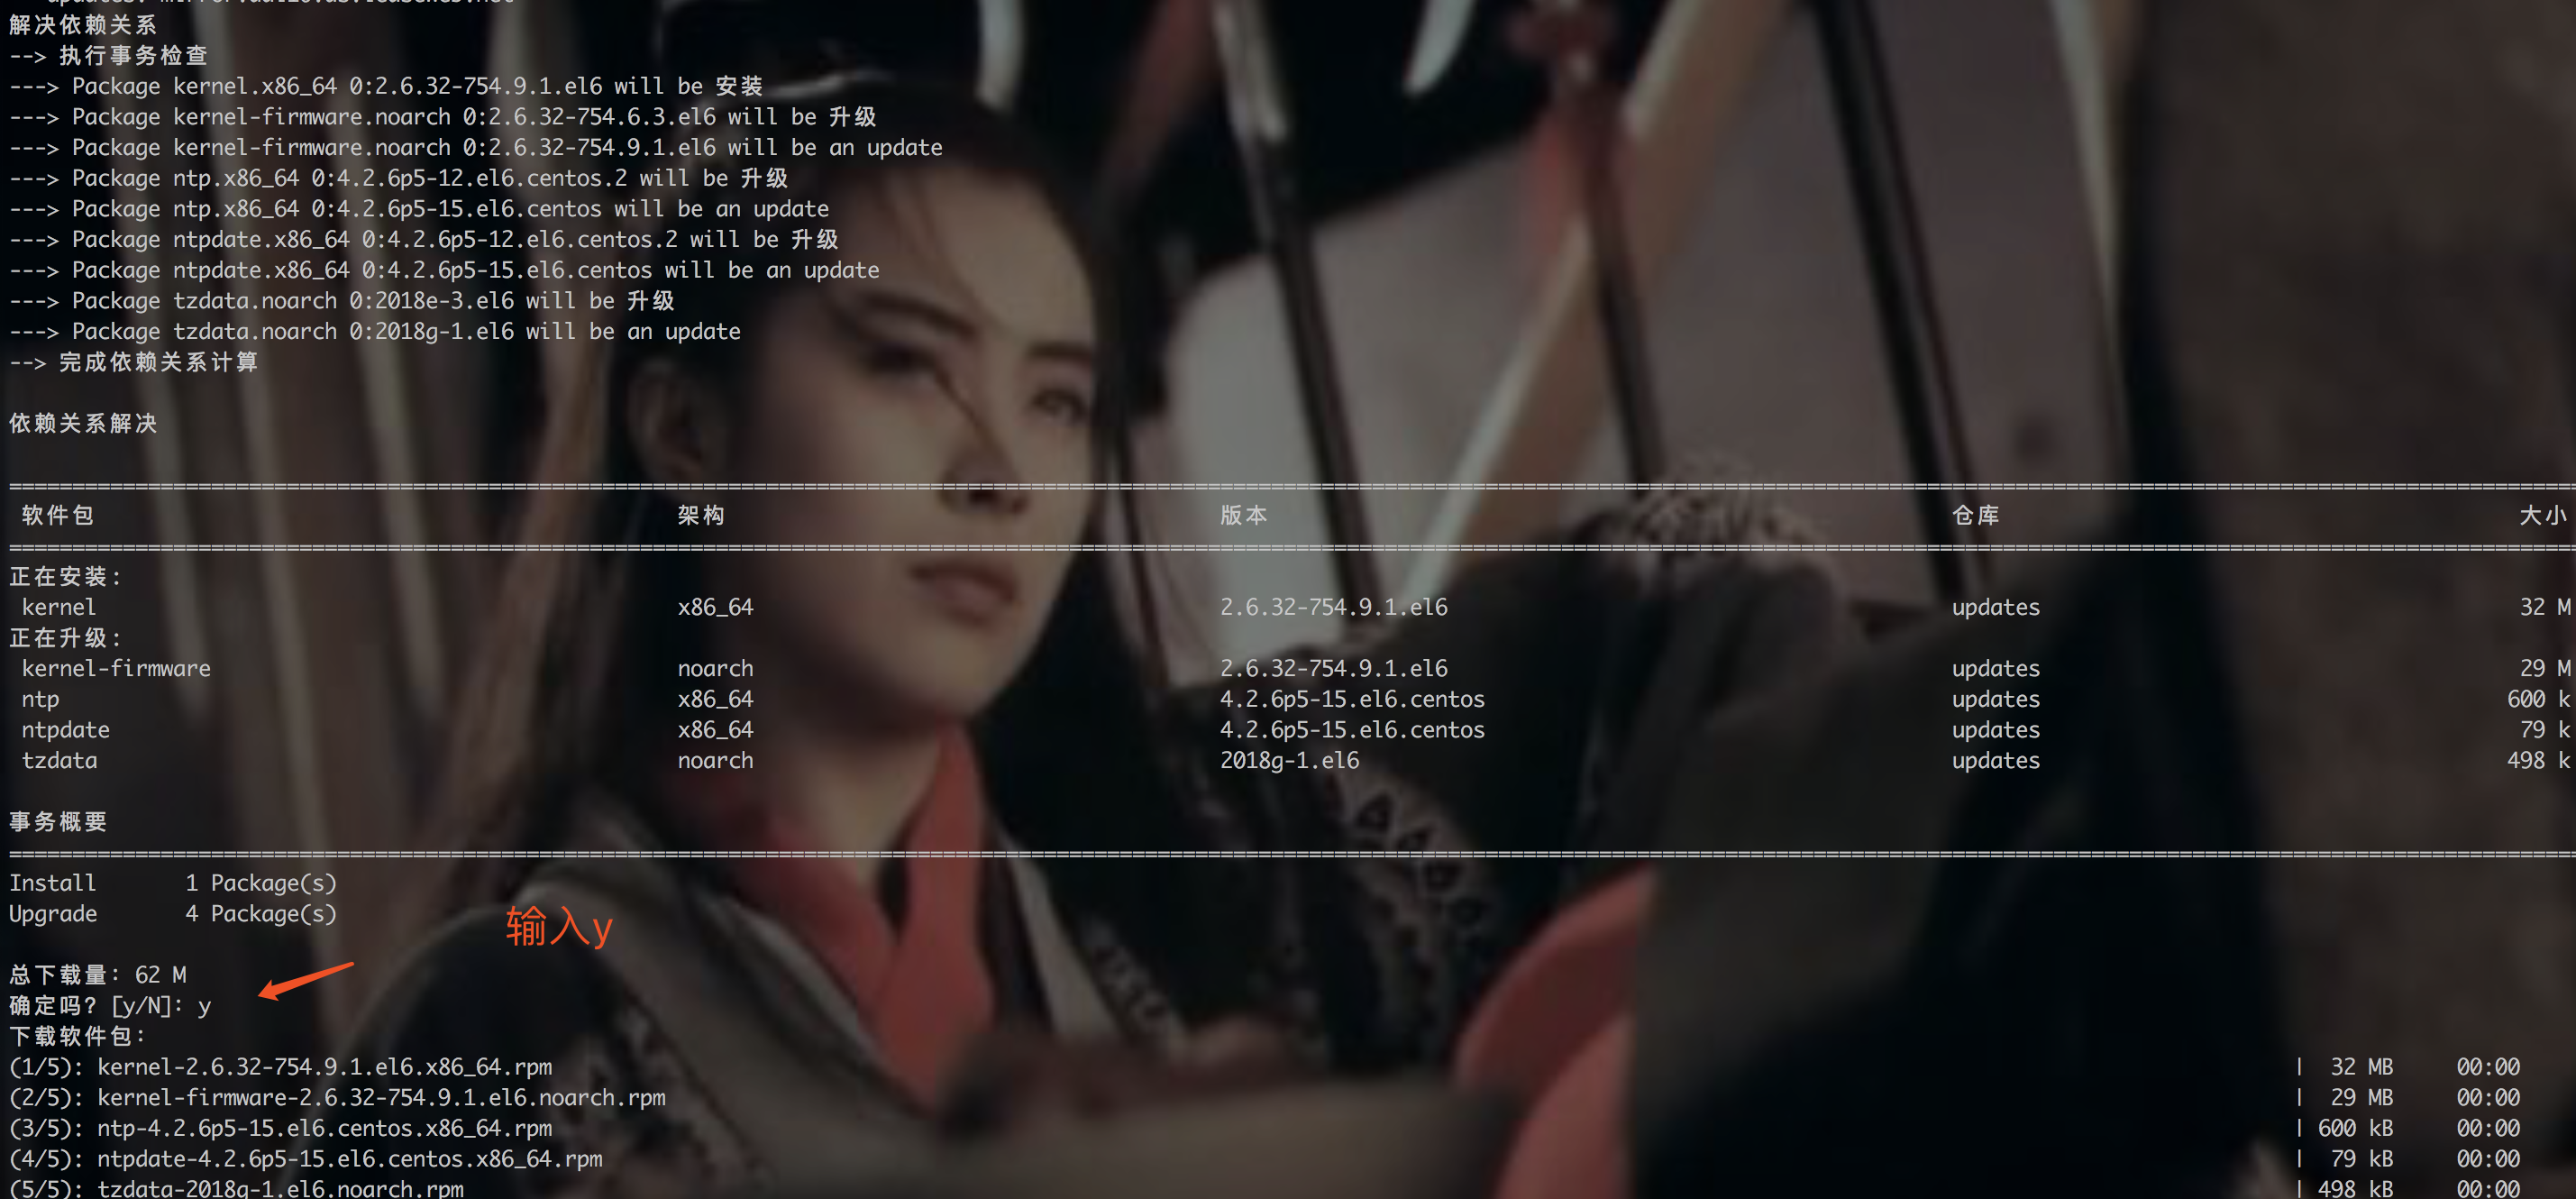 updates: mirror.dal10.us.leaseweb.net
解决依赖关系
--> 执行事务检查
---> Package kernel.x86_64 0:2.6.32-754.9.1.el6 will be 安装
---> Package kernel-firmware.noarch 0:2.6.32-754.6.3.el6 will be 升级
---> Package kernel-firmware.noarch 0:2.6.32-754.9.1.el6 will be an update
---> Package ntp.x86_64 0:4.2.6p5-12.el6.centos.2 will be 升级
---> Package ntp.x86_64 0:4.2.6p5-15.el6.centos will be an update
---> Package ntpdate.x86_64 0:4.2.6p5-12.el6.centos.2 will be 升级
---> Package ntpdate.x86_64 0:4.2.6p5-15.el6.centos will be an update
---> Package tzdata.noarch 0:2018e-3.el6 will be 升级
---> Package tzdata.noarch 0:2018g-1.el6 will be an update
--> 完成依赖关系计算
依赖关系解决
软件包 架构 版本 仓库 大小
正在安装:
kernel x86_64 2.6.32-754.9.1.el6 updates 32 M
正在升级:
kernel-firmware noarch 2.6.32-754.9.1.el6 updates 29 M
ntp x86_64 4.2.6p5-15.el6.centos updates 600 k
ntpdate x86_64 4.2.6p5-15.el6.centos updates 79 k
tzdata noarch 2018g-1.el6 updates 498 k
事务概要
Install 1 Package(s)
Upgrade 4 Package(s)
输入y
总下载量: 62 M
确定吗? [y/N]: y
下载软件包:
(1/5): kernel-2.6.32-754.9.1.el6.x86_64.rpm | 32 MB 00:00
(2/5): kernel-firmware-2.6.32-754.9.1.el6.noarch.rpm | 29 MB 00:00
(3/5): ntp-4.2.6p5-15.el6.centos.x86_64.rpm | 600 kB 00:00
(4/5): ntpdate-4.2.6p5-15.el6.centos.x86_64.rpm | 79 kB 00:00
(5/5): tzdata-2018g-1.el6.noarch.rpm | 498 kB 00:00